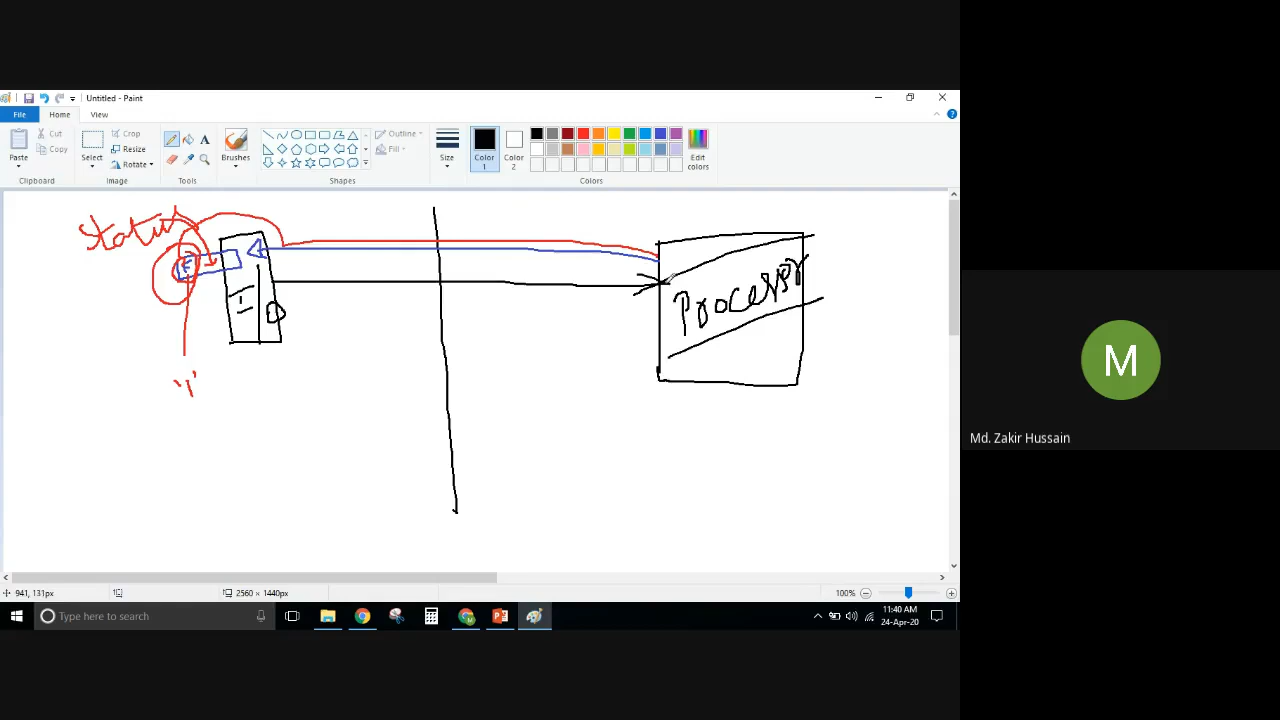 Untitled - Paint
File Home View
Cut
Copy
Paste
Clipboard
Crop
Resize
Rotate
Select
Image
A
Tools
Brushes
Outline
Fill
Shapes
Size
Color 1
Color 2
Edit colors
Colors
Status
F
I
O
Processor
'1'
941, 131px
2560 × 1440px
100%
Type here to search
11:40 AM
24-Apr-20
M
Md. Zakir Hussain